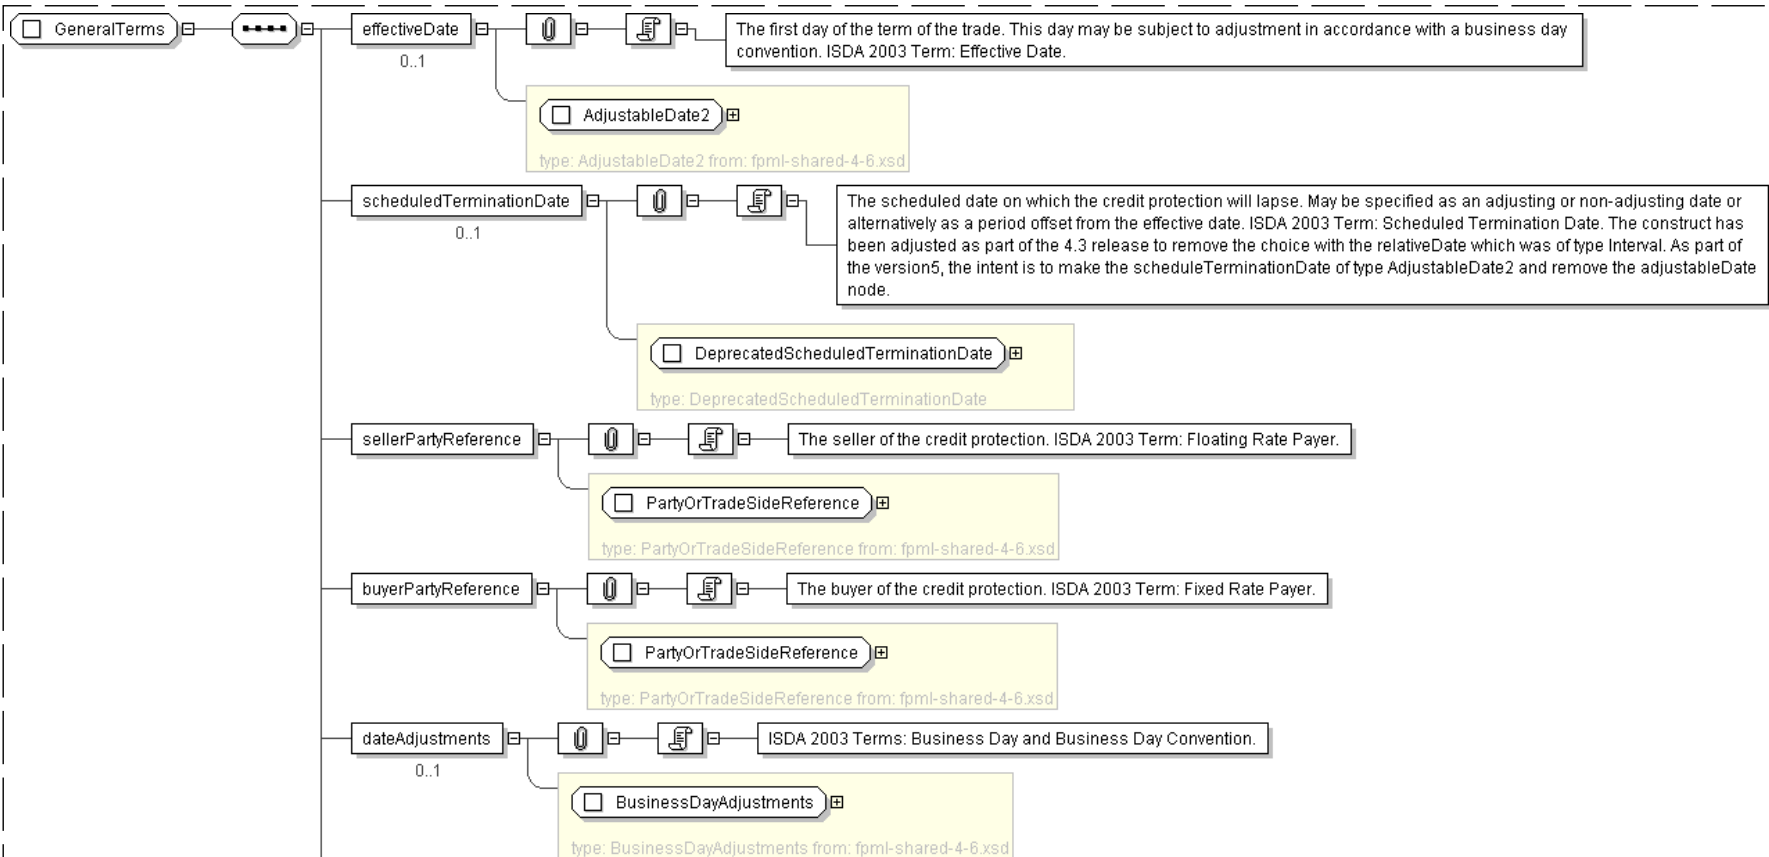 GeneralTerms
effectiveDate
0..1
The first day of the term of the trade. This day may be subject to adjustment in accordance with a business day
convention. ISDA 2003 Term: Effective Date.
AdjustableDate2
type: AdjustableDate2 from: fpml-shared-4-6.xsd
scheduledTerminationDate
0..1
The scheduled date on which the credit protection will lapse. May be specified as an adjusting or non-adjusting date or
alternatively as a period offset from the effective date. ISDA 2003 Term: Scheduled Termination Date. The construct has
been adjusted as part of the 4.3 release to remove the choice with the relativeDate which was of type Interval. As part of
the version5, the intent is to make the scheduleTerminationDate of type AdjustableDate2 and remove the adjustableDate
node.
DeprecatedScheduledTerminationDate
type: DeprecatedScheduledTerminationDate
sellerPartyReference
The seller of the credit protection. ISDA 2003 Term: Floating Rate Payer.
PartyOrTradeSideReference
type: PartyOrTradeSideReference from: fpml-shared-4-6.xsd
buyerPartyReference
The buyer of the credit protection. ISDA 2003 Term: Fixed Rate Payer.
PartyOrTradeSideReference
type: PartyOrTradeSideReference from: fpml-shared-4-6.xsd
dateAdjustments
0..1
ISDA 2003 Terms: Business Day and Business Day Convention.
BusinessDayAdjustments
type: BusinessDayAdjustments from: fpml-shared-4-6.xsd